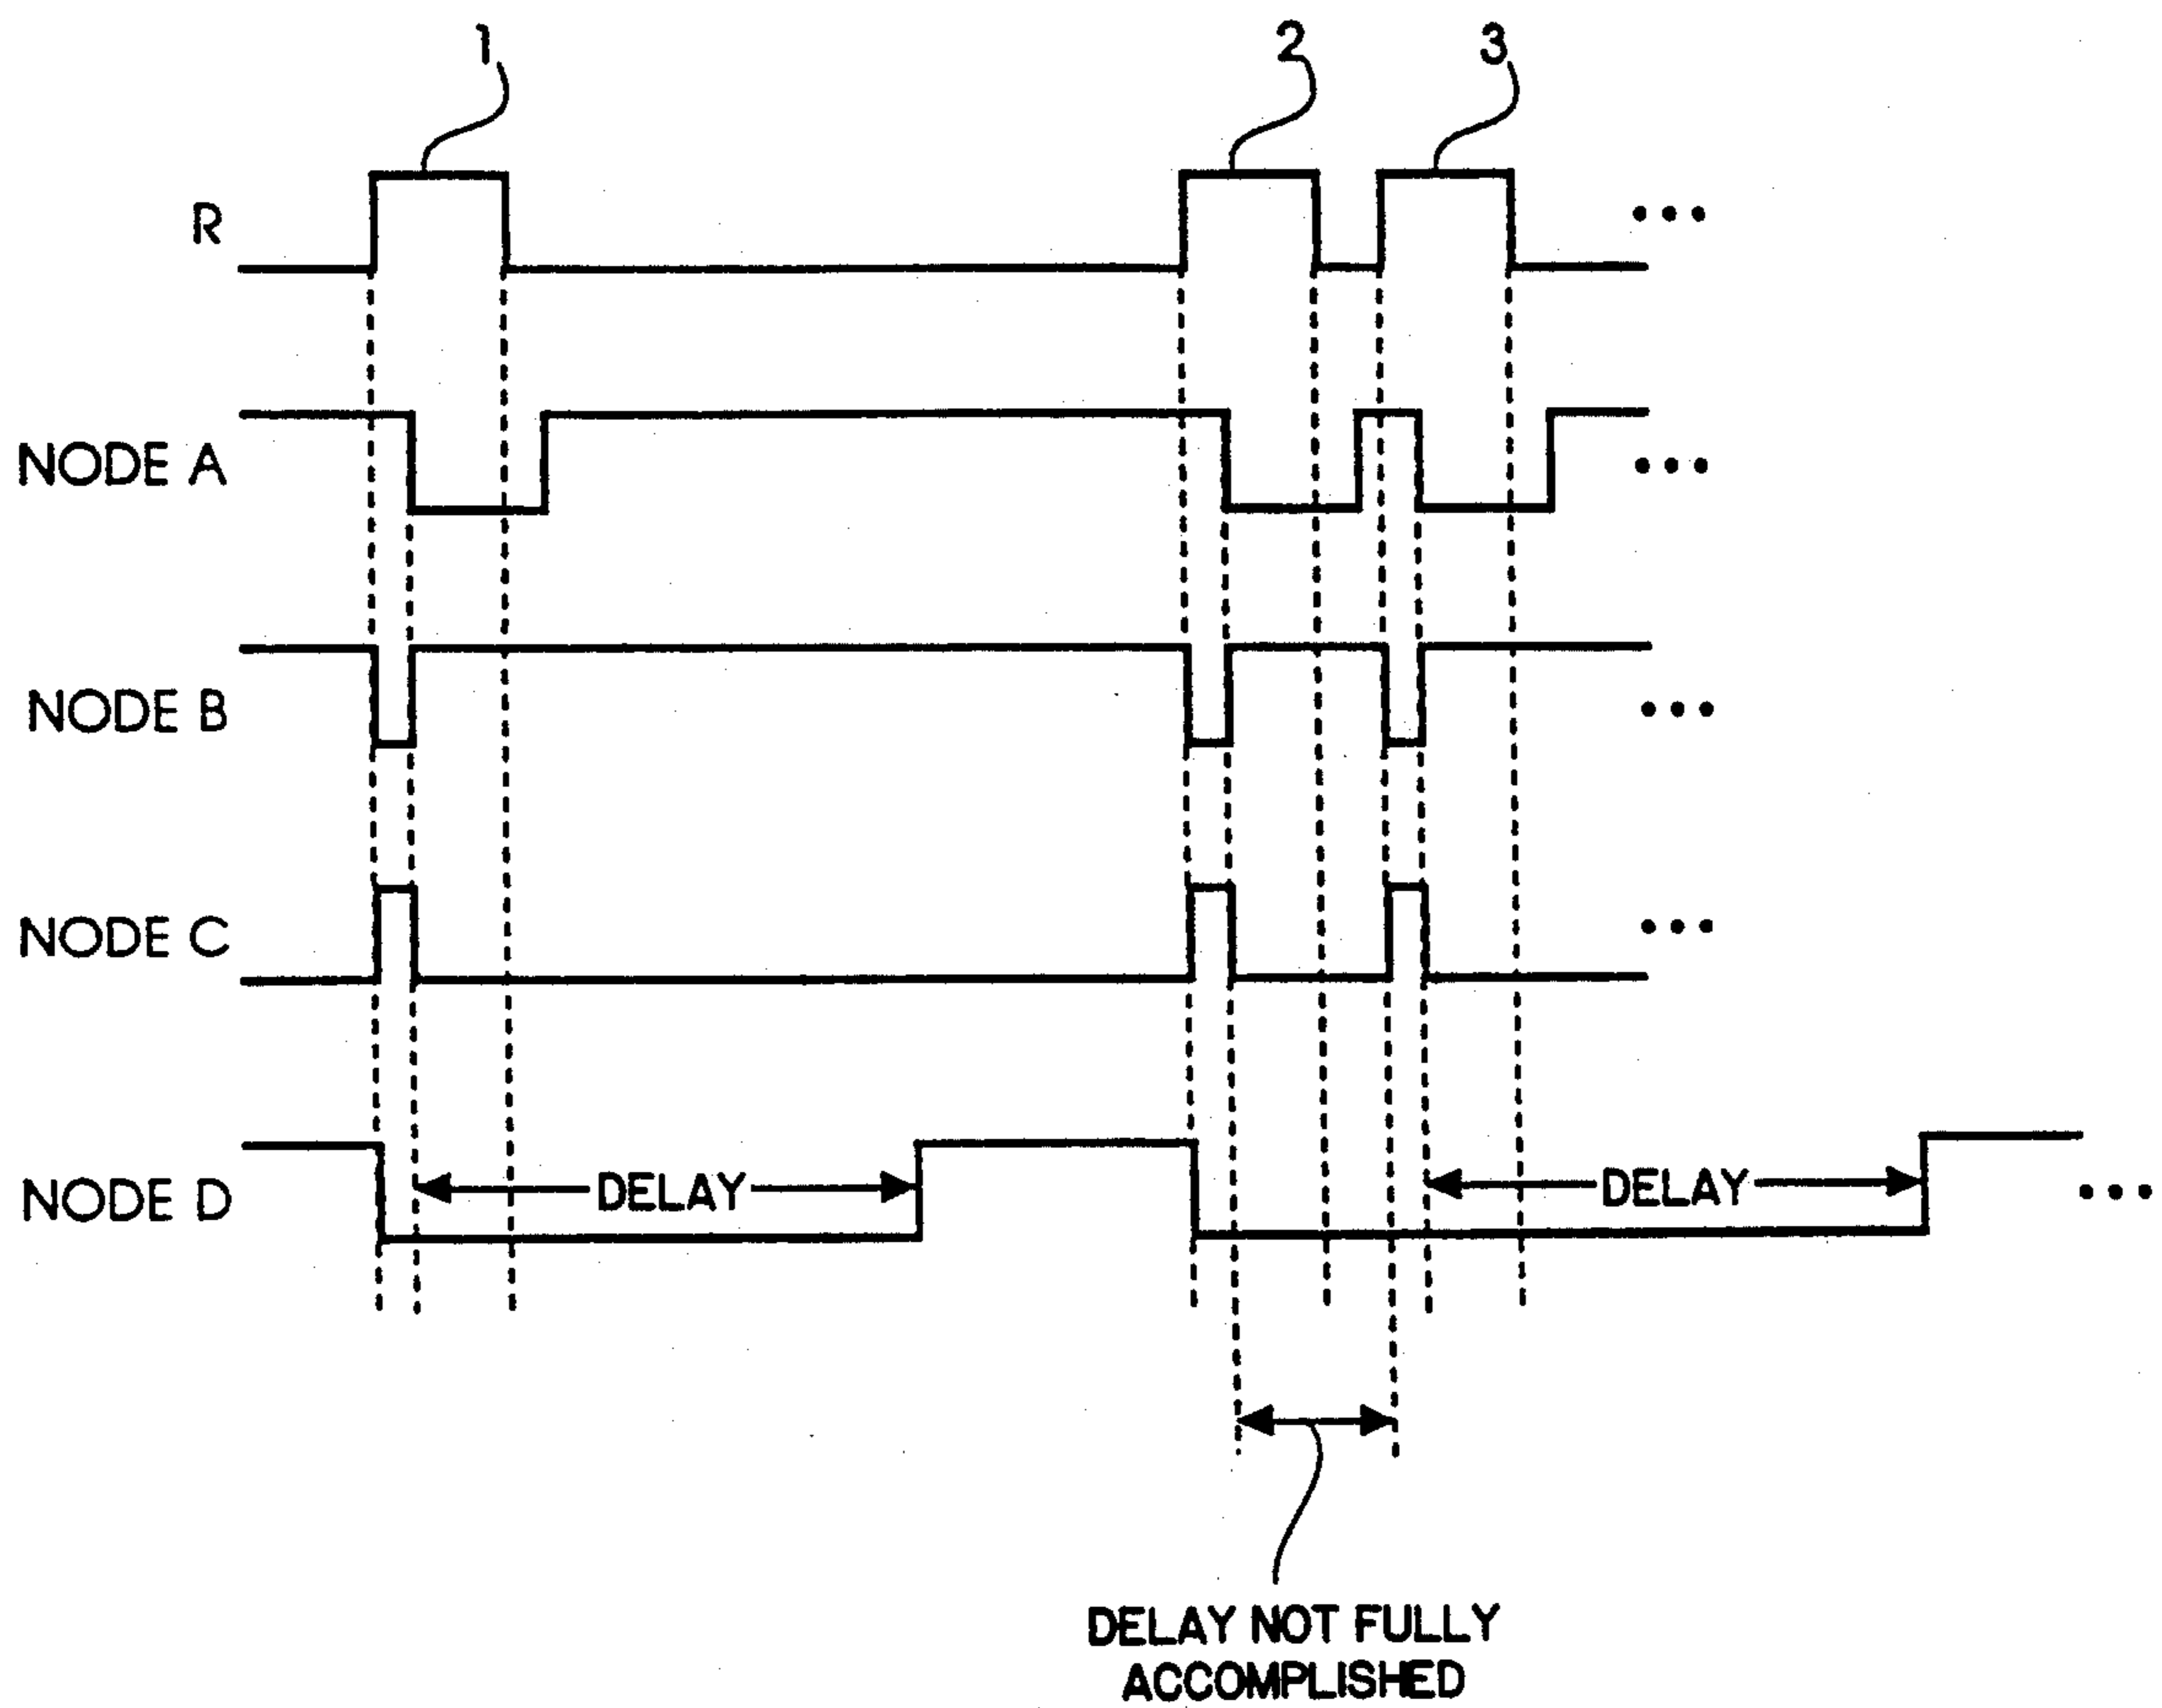 1 2 3
R •••
NODE A •••
NODE B •••
NODE C •••
NODE D DELAY DELAY •••
DELAY NOT FULLY
ACCOMPLISHED